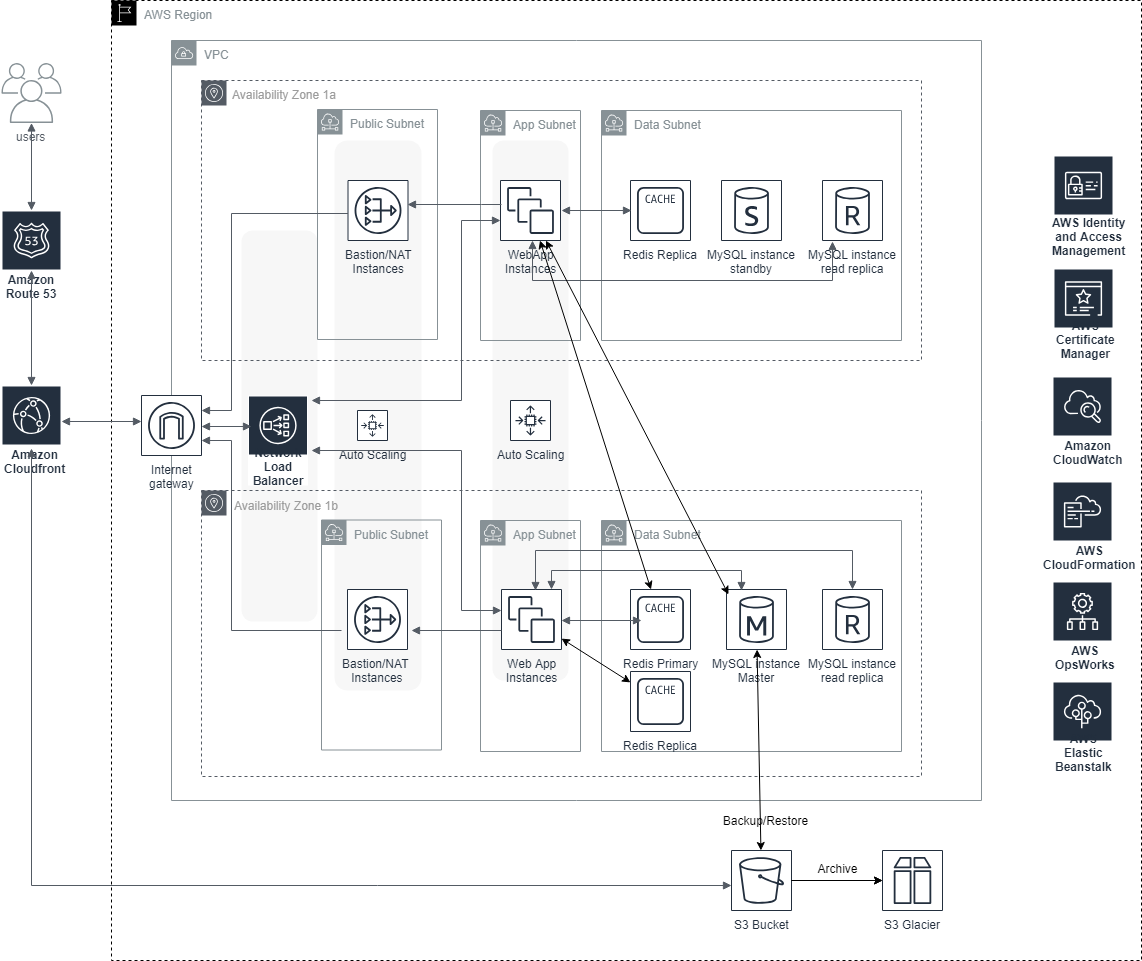 AWS Region
VPC
Availability Zone 1a
Public Subnet
App Subnet
Data Subnet
users
53
Amazon
Route 53
CACHE
S
R
Bastion/NAT
Instances
WebApp
Instances
Redis Replica
MySQL instance
standby
MySQL instance
read replica
AWS Identity
and Access
Management
AWS
Certificate
Manager
Amazon
Cloudfront
Internet
gateway
Network
Load
Balancer
Auto Scaling
Auto Scaling
Amazon
CloudWatch
Availability Zone 1b
Public Subnet
App Subnet
Data Subnet
AWS
CloudFormation
CACHE
M
R
Bastion/NAT
Instances
Web App
Instances
Redis Primary
MySQL instance
Master
MySQL instance
read replica
AWS
OpsWorks
CACHE
Redis Replica
AWS
Elastic
Beanstalk
Backup/Restore
Archive
S3 Bucket
S3 Glacier